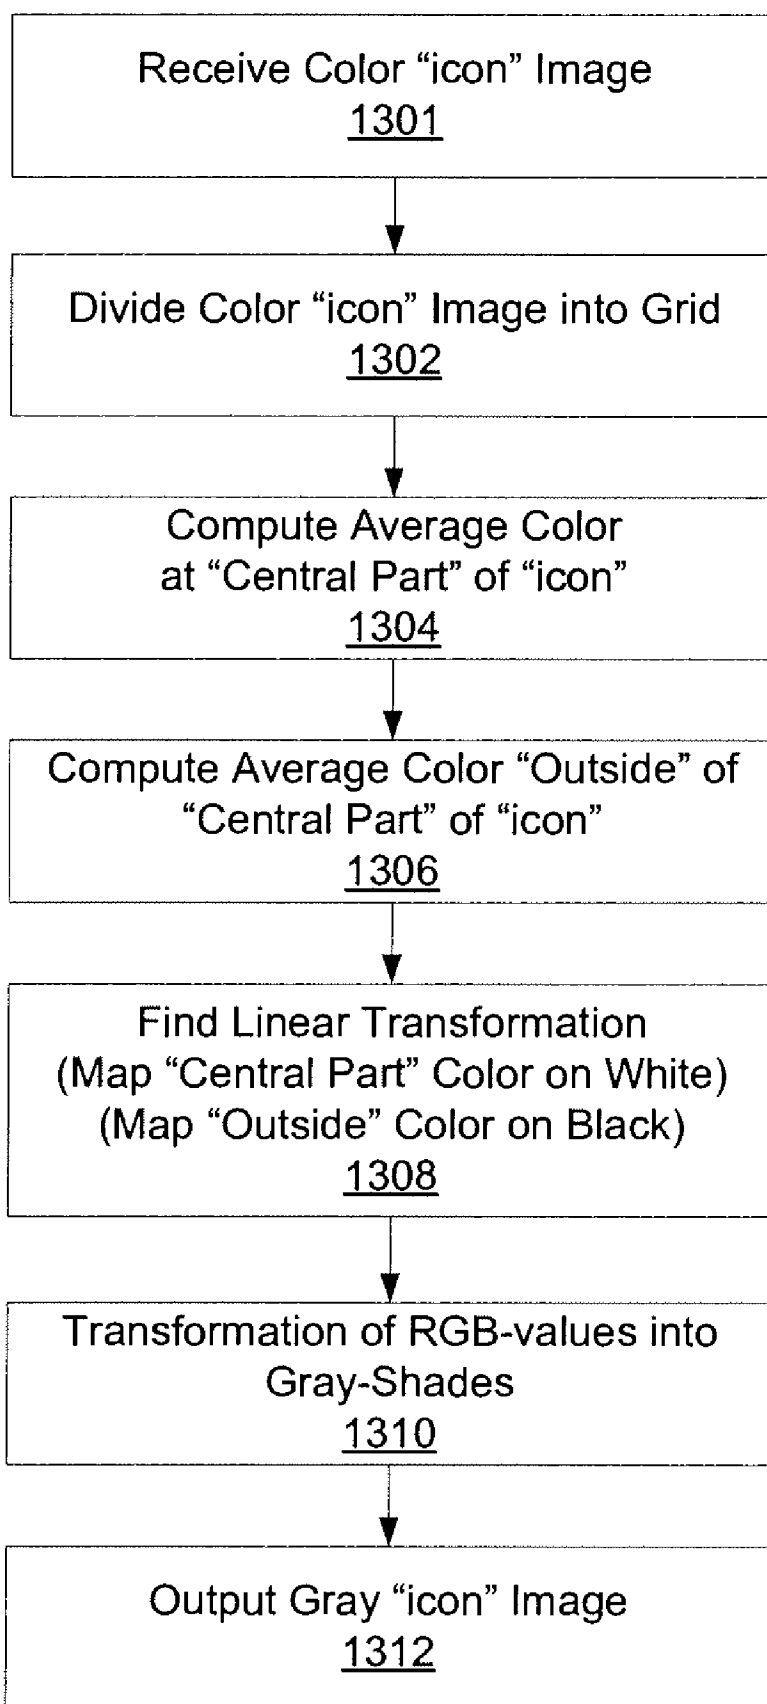 Receive Color “icon” Image
1301
Divide Color “icon” Image into Grid
1302
Compute Average Color
at “Central Part” of “icon”
1304
Compute Average Color “Outside” of
“Central Part” of “icon”
1306
Find Linear Transformation
(Map “Central Part” Color on White)
(Map “Outside” Color on Black)
1308
Transformation of RGB-values into
Gray-Shades
1310
Output Gray “icon” Image
1312